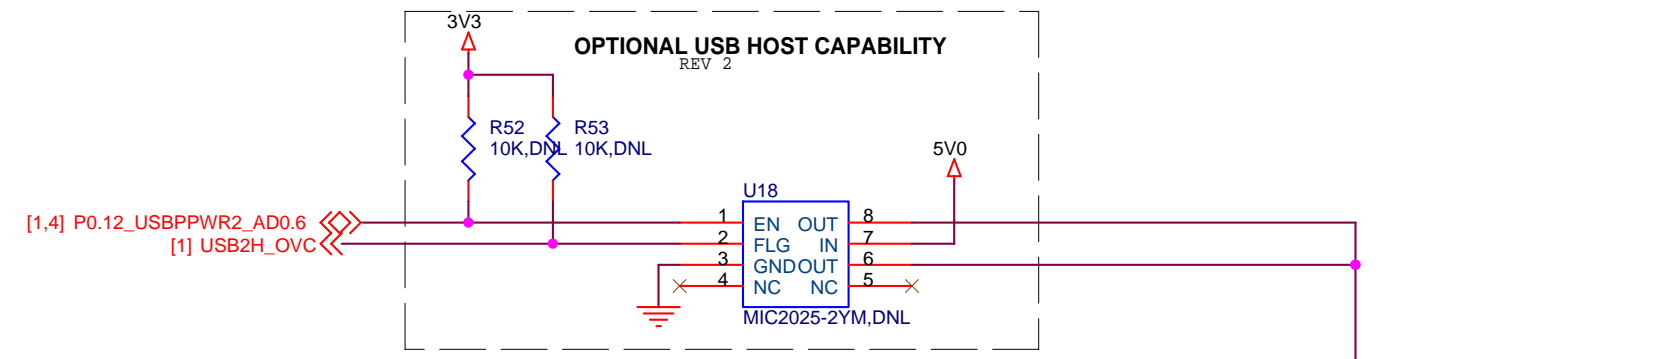 3V3
OPTIONAL USB HOST CAPABILITY
REV 2
R52
10K,DNL
R53
10K,DNL
5V0
U18
[1,4] P0.12_USBPPWR2_AD0.6
1 EN OUT 8
[1] USB2H_OVC
2 FLG IN 7
3 GND OUT 6
4 NC NC 5
MIC2025-2YM,DNL